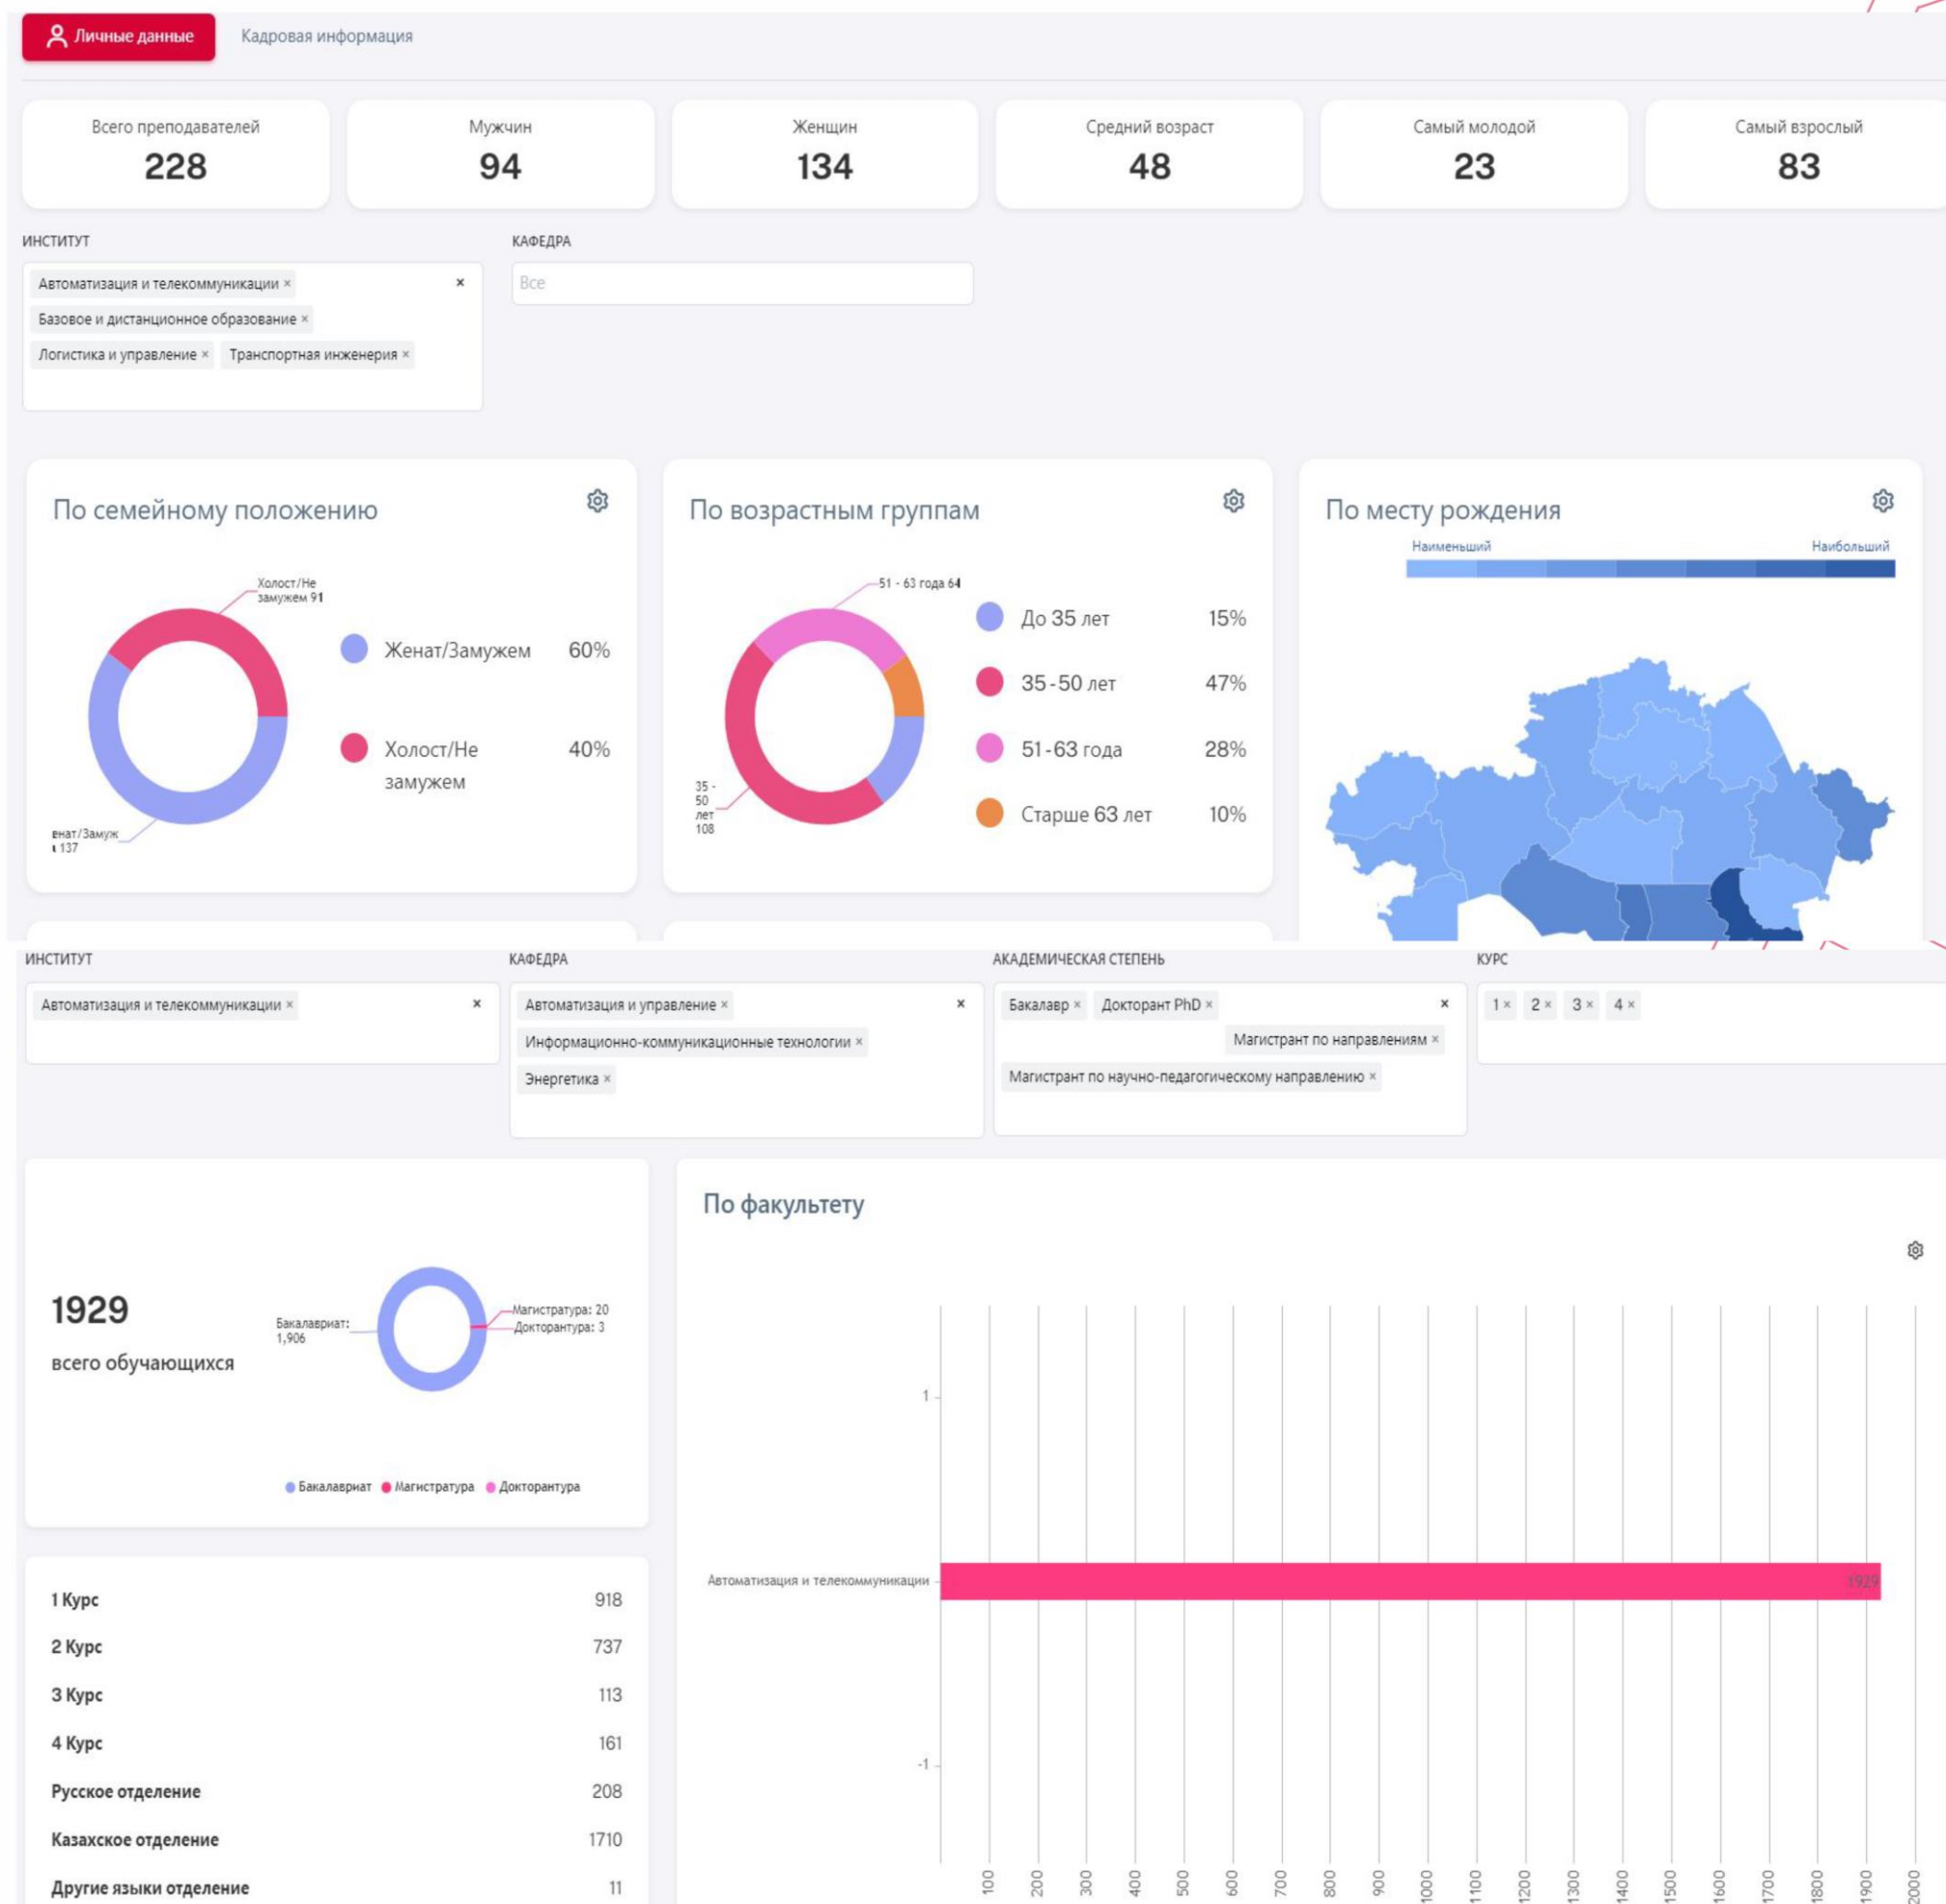 Личные данные
Кадровая информация
Всего преподавателей
228
Мужчин
94
Женщин
134
Средний возраст
48
Самый молодой
23
Самый взрослый
83
ИНСТИТУТ
КАФЕДРА
Автоматизация и телекоммуникации ×
×
Базовое и дистанционное образование ×
Логистика и управление × Транспортная инженерия ×
Все
По семейному положению
Холост/Не
замужем 91
енат/Замуж
137
Женат/Замужем 60%
Холост/Не 40%
замужем
По возрастным группам
51 - 63 года 64
35 -
50
лет
108
До 35 лет 15%
35-50 лет 47%
51-63 года 28%
Старше 63 лет 10%
По месту рождения
Наименьший
Наибольший
ИНСТИТУТ
КАФЕДРА
АКАДЕМИЧЕСКАЯ СТЕПЕНЬ
КУРС
Автоматизация и телекоммуникации ×
×
Автоматизация и управление ×
×
Информационно-коммуникационные технологии ×
Энергетика ×
Бакалавр × Докторант PhD ×
×
Магистрант по направлениям ×
Магистрант по научно-педагогическому направлению ×
1 × 2 × 3 × 4 ×
1929
всего обучающихся
Бакалавриат:
1,906
Магистратура: 20
Докторантура: 3
Бакалавриат Магистратура Докторантура
1 Курс 918
2 Курс 737
3 Курс 113
4 Курс 161
Русское отделение 208
Казахское отделение 1710
Другие языки отделение 11
По факультету
1
Автоматизация и телекоммуникации
1929
-1
100 200 300 400 500 600 700 800 900 1000 1100 1200 1300 1400 1500 1600 1700 1800 1900 2000